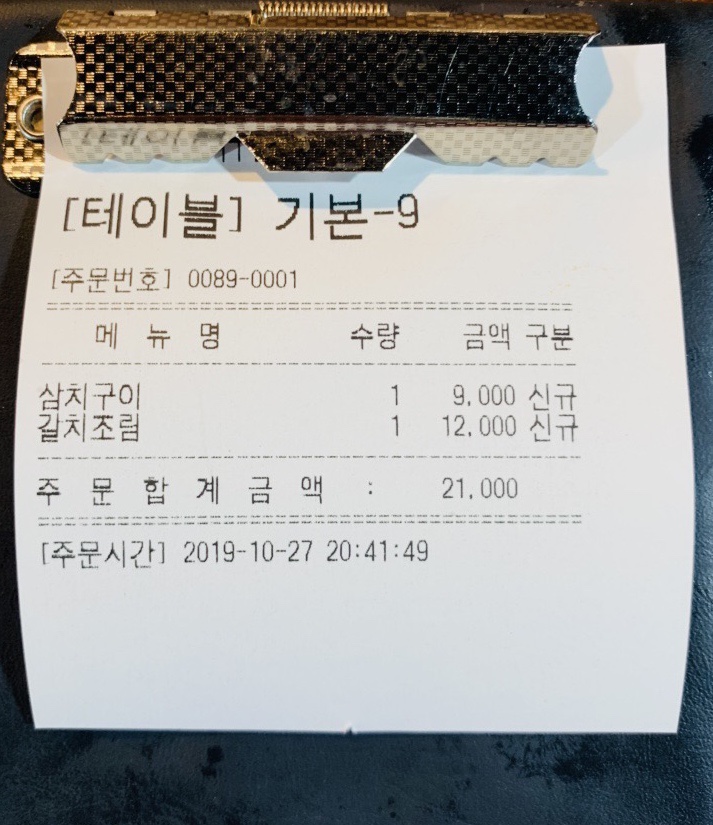 [테이블] 기본-9
[주문번호] 0089-0001
메 뉴 명 수량 금액 구분
삼치구이 1 9,000 신규
갈치조림 1 12,000 신규
주 문 합 계 금 액 : 21,000
[주문시간] 2019-10-27 20:41:49